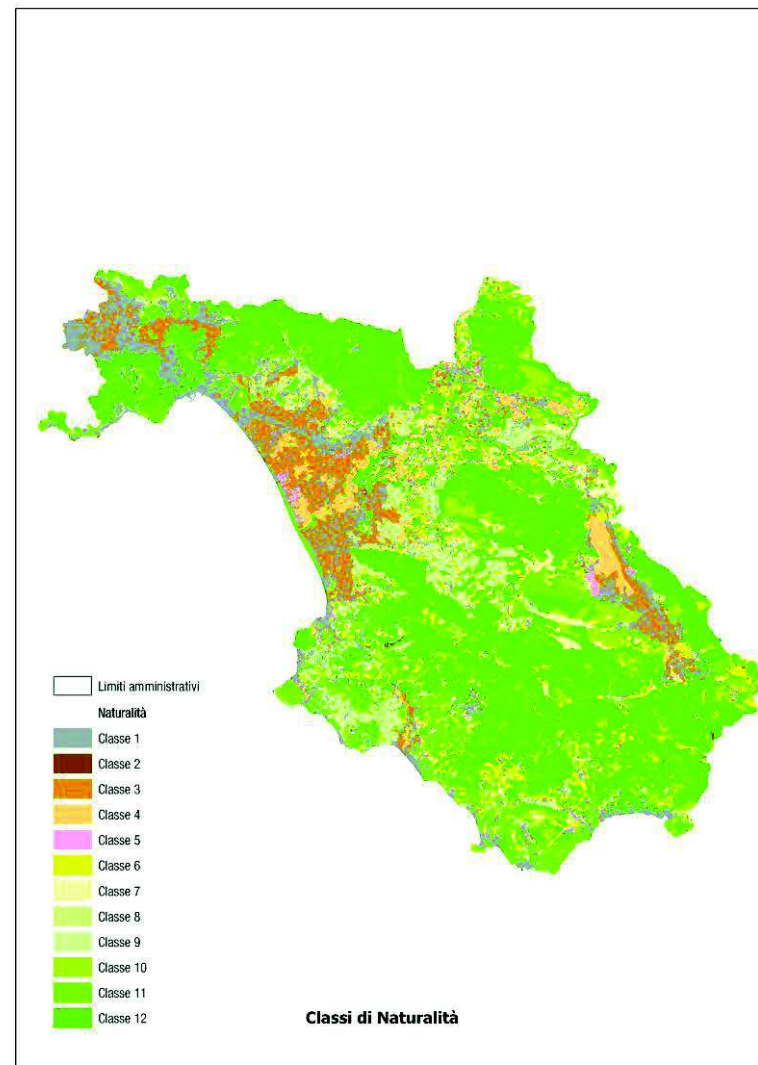 Limiti amministrativi
Naturalità
Classe 1
Classe 2
Classe 3
Classe 4
Classe 5
Classe 6
Classe 7
Classe 8
Classe 9
Classe 10
Classe 11
Classe 12
Classi di Naturalità